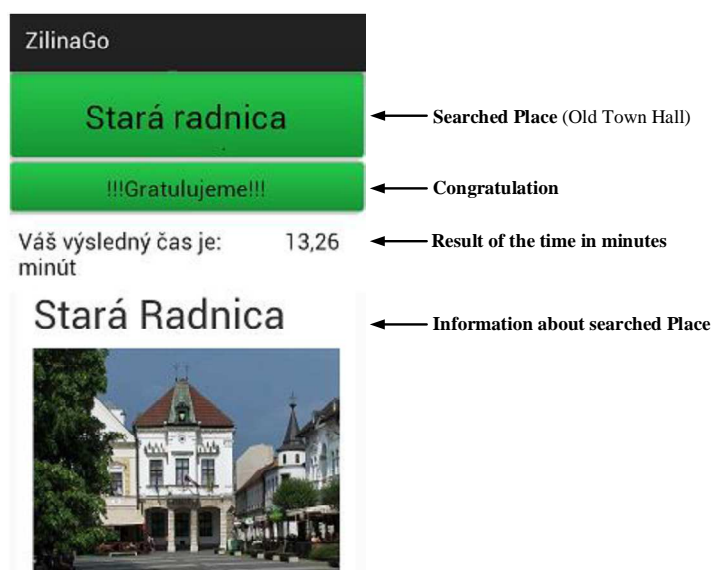 ZilinaGo
Stará radnica
Searched Place (Old Town Hall)
!!!Gratulujeme!!!
Congratulation
Váš výsledný čas je: 13,26
minút
Result of the time in minutes
Stará Radnica
Information about searched Place